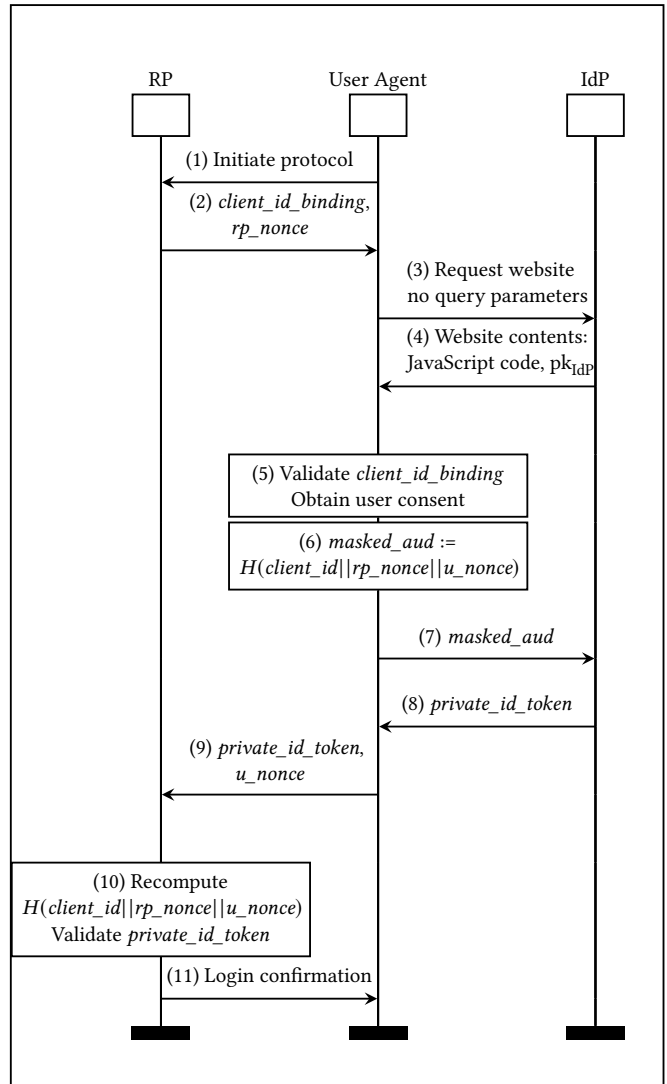 RP User Agent IdP
(1) Initiate protocol
(2) client_id_binding,
rp_nonce
(3) Request website
no query parameters
(4) Website contents:
JavaScript code, pk_IdP
(5) Validate client_id_binding
Obtain user consent
(6) masked_aud :=
H(client_id||rp_nonce||u_nonce)
(7) masked_aud
(8) private_id_token
(9) private_id_token,
u_nonce
(10) Recompute
H(client_id||rp_nonce||u_nonce)
Validate private_id_token
(11) Login confirmation